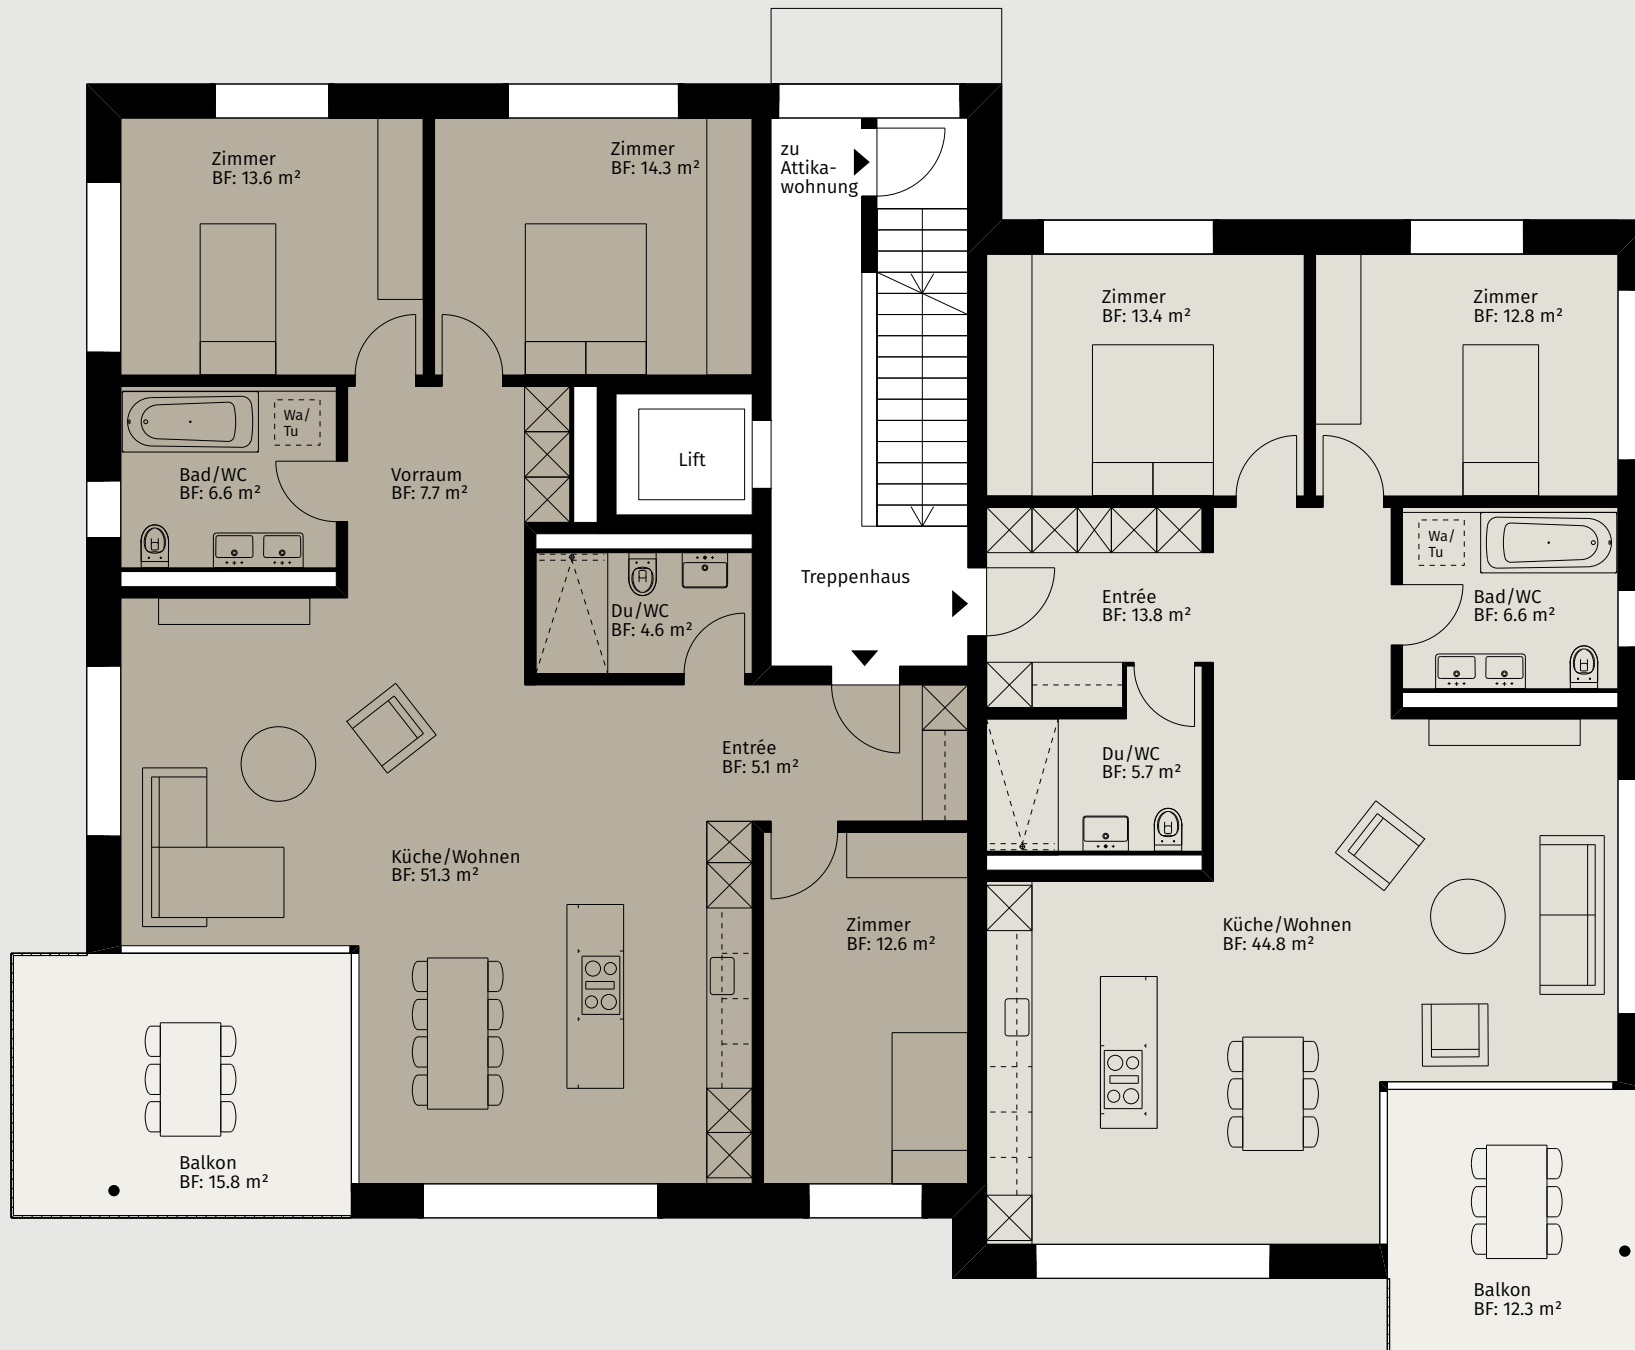 Zimmer
BF: 13.6 m²
Zimmer
BF: 14.3 m²
zu
Attika-
wohnung
Zimmer
BF: 13.4 m²
Zimmer
BF: 12.8 m²
Wa/
Tu
Bad/WC
BF: 6.6 m²
Vorraum
BF: 7.7 m²
Lift
Treppenhaus
Du/WC
BF: 4.6 m²
Entrée
BF: 13.8 m²
Wa/
Tu
Bad/WC
BF: 6.6 m²
Entrée
BF: 5.1 m²
Du/WC
BF: 5.7 m²
Küche/Wohnen
BF: 51.3 m²
Zimmer
BF: 12.6 m²
Küche/Wohnen
BF: 44.8 m²
Balkon
BF: 15.8 m²
Balkon
BF: 12.3 m²